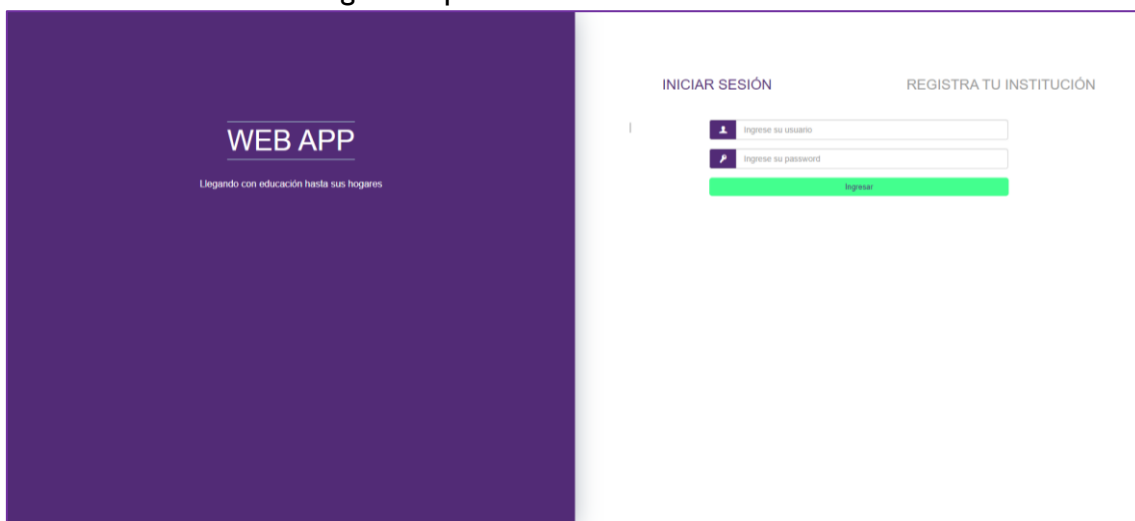 WEB APP
Llegando con educación hasta sus hogares
INICIAR SESIÓN
REGISTRA TU INSTITUCIÓN
Ingrese su usuario
Ingrese su password
Ingresar